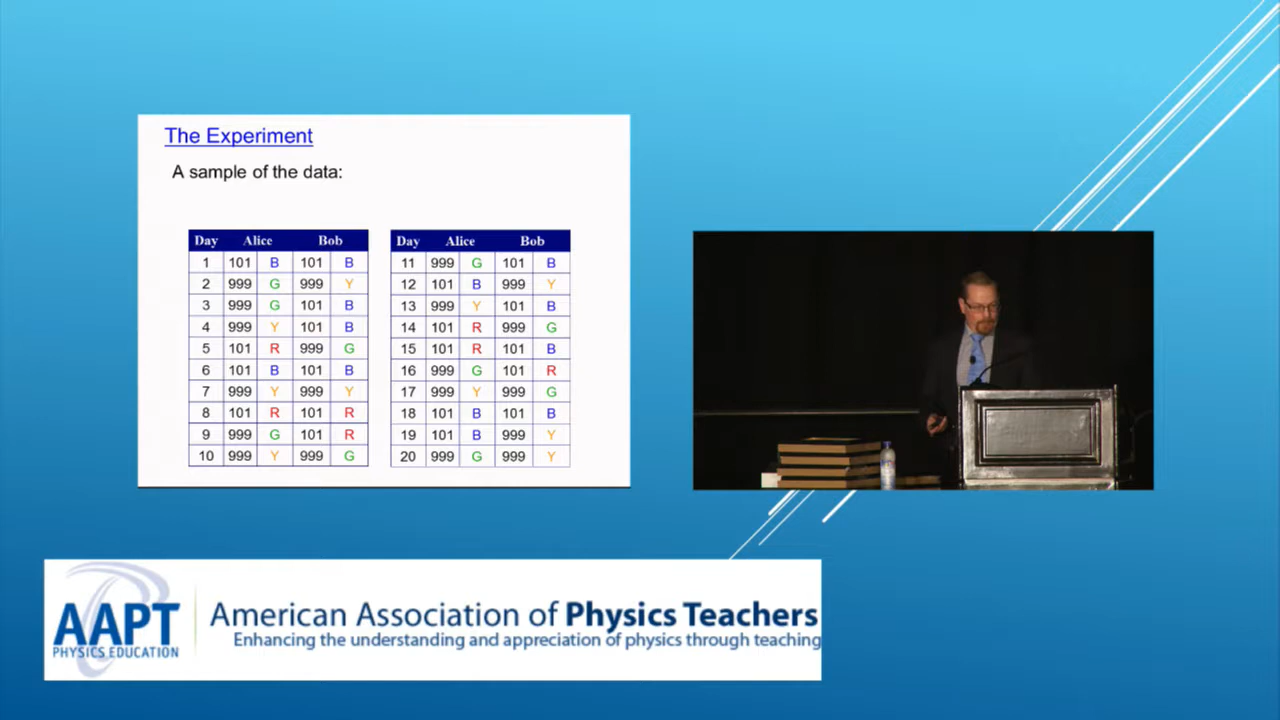 The Experiment
A sample of the data:
Day Alice Bob
1 101 B 101 B
2 999 G 999 Y
3 999 G 101 B
4 999 Y 101 B
5 101 R 999 G
6 101 B 101 B
7 999 Y 999 Y
8 101 R 101 R
9 999 G 101 R
10 999 Y 999 G
Day Alice Bob
11 999 G 101 B
12 101 B 999 Y
13 999 Y 101 B
14 101 R 999 G
15 101 R 101 B
16 999 G 101 R
17 999 Y 999 G
18 101 B 101 B
19 101 B 999 Y
20 999 G 999 Y
AAPT
PHYSICS EDUCATION
American Association of Physics Teachers
Enhancing the understanding and appreciation of physics through teaching